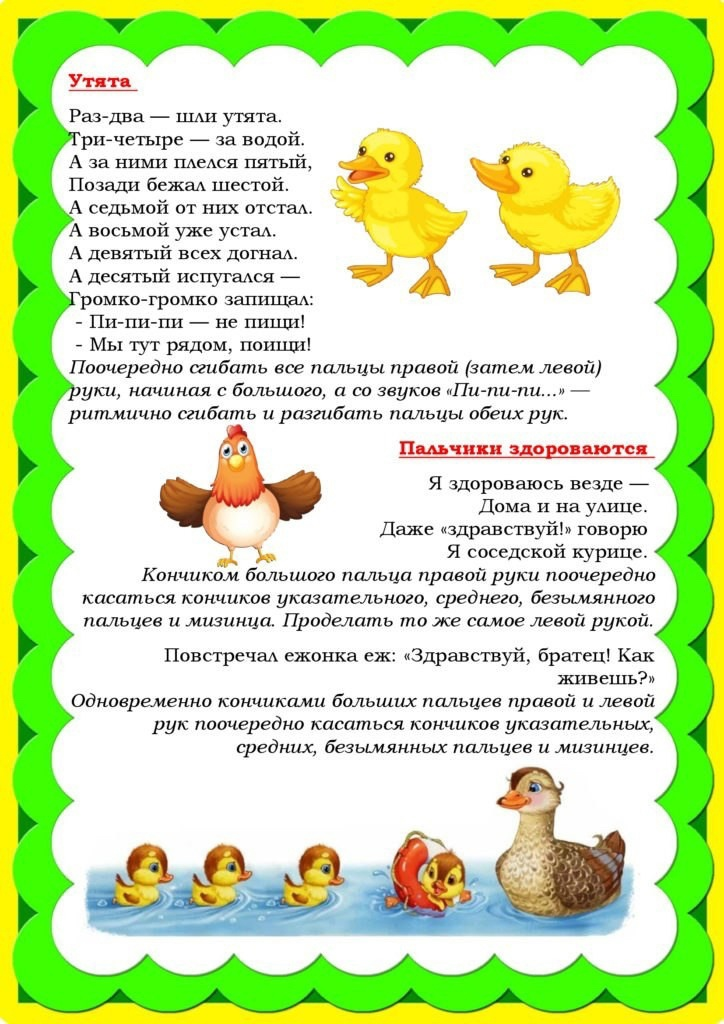 Утята
Раз-два — шли утята.
Три-четыре — за водой.
А за ними плелся пятый,
Позади бежал шестой.
А седьмой от них отстал.
А восьмой уже устал.
А девятый всех догнал.
А десятый испугался —
Громко-громко запищал:
- Пи-пи-пи — не пищи!
- Мы тут рядом, поищи!
Поочередно сгибать все пальцы правой (затем левой)
руки, начиная с большого, а со звуков «Пи-пи-пи...» —
ритмично сгибать и разгибать пальцы обеих рук.
Пальчики здороваются
Я здороваюсь везде —
Дома и на улице.
Даже «здравствуй!» говорю
Я соседской курице.
Кончиком большого пальца правой руки поочередно
касаться кончиков указательного, среднего, безымянного
пальцев и мизинца. Проделать то же самое левой рукой.
Повстречал ежонка еж: «Здравствуй, братец! Как
живешь?»
Одновременно кончиками больших пальцев правой и левой
рук поочередно касаться кончиков указательных,
средних, безымянных пальцев и мизинцев.